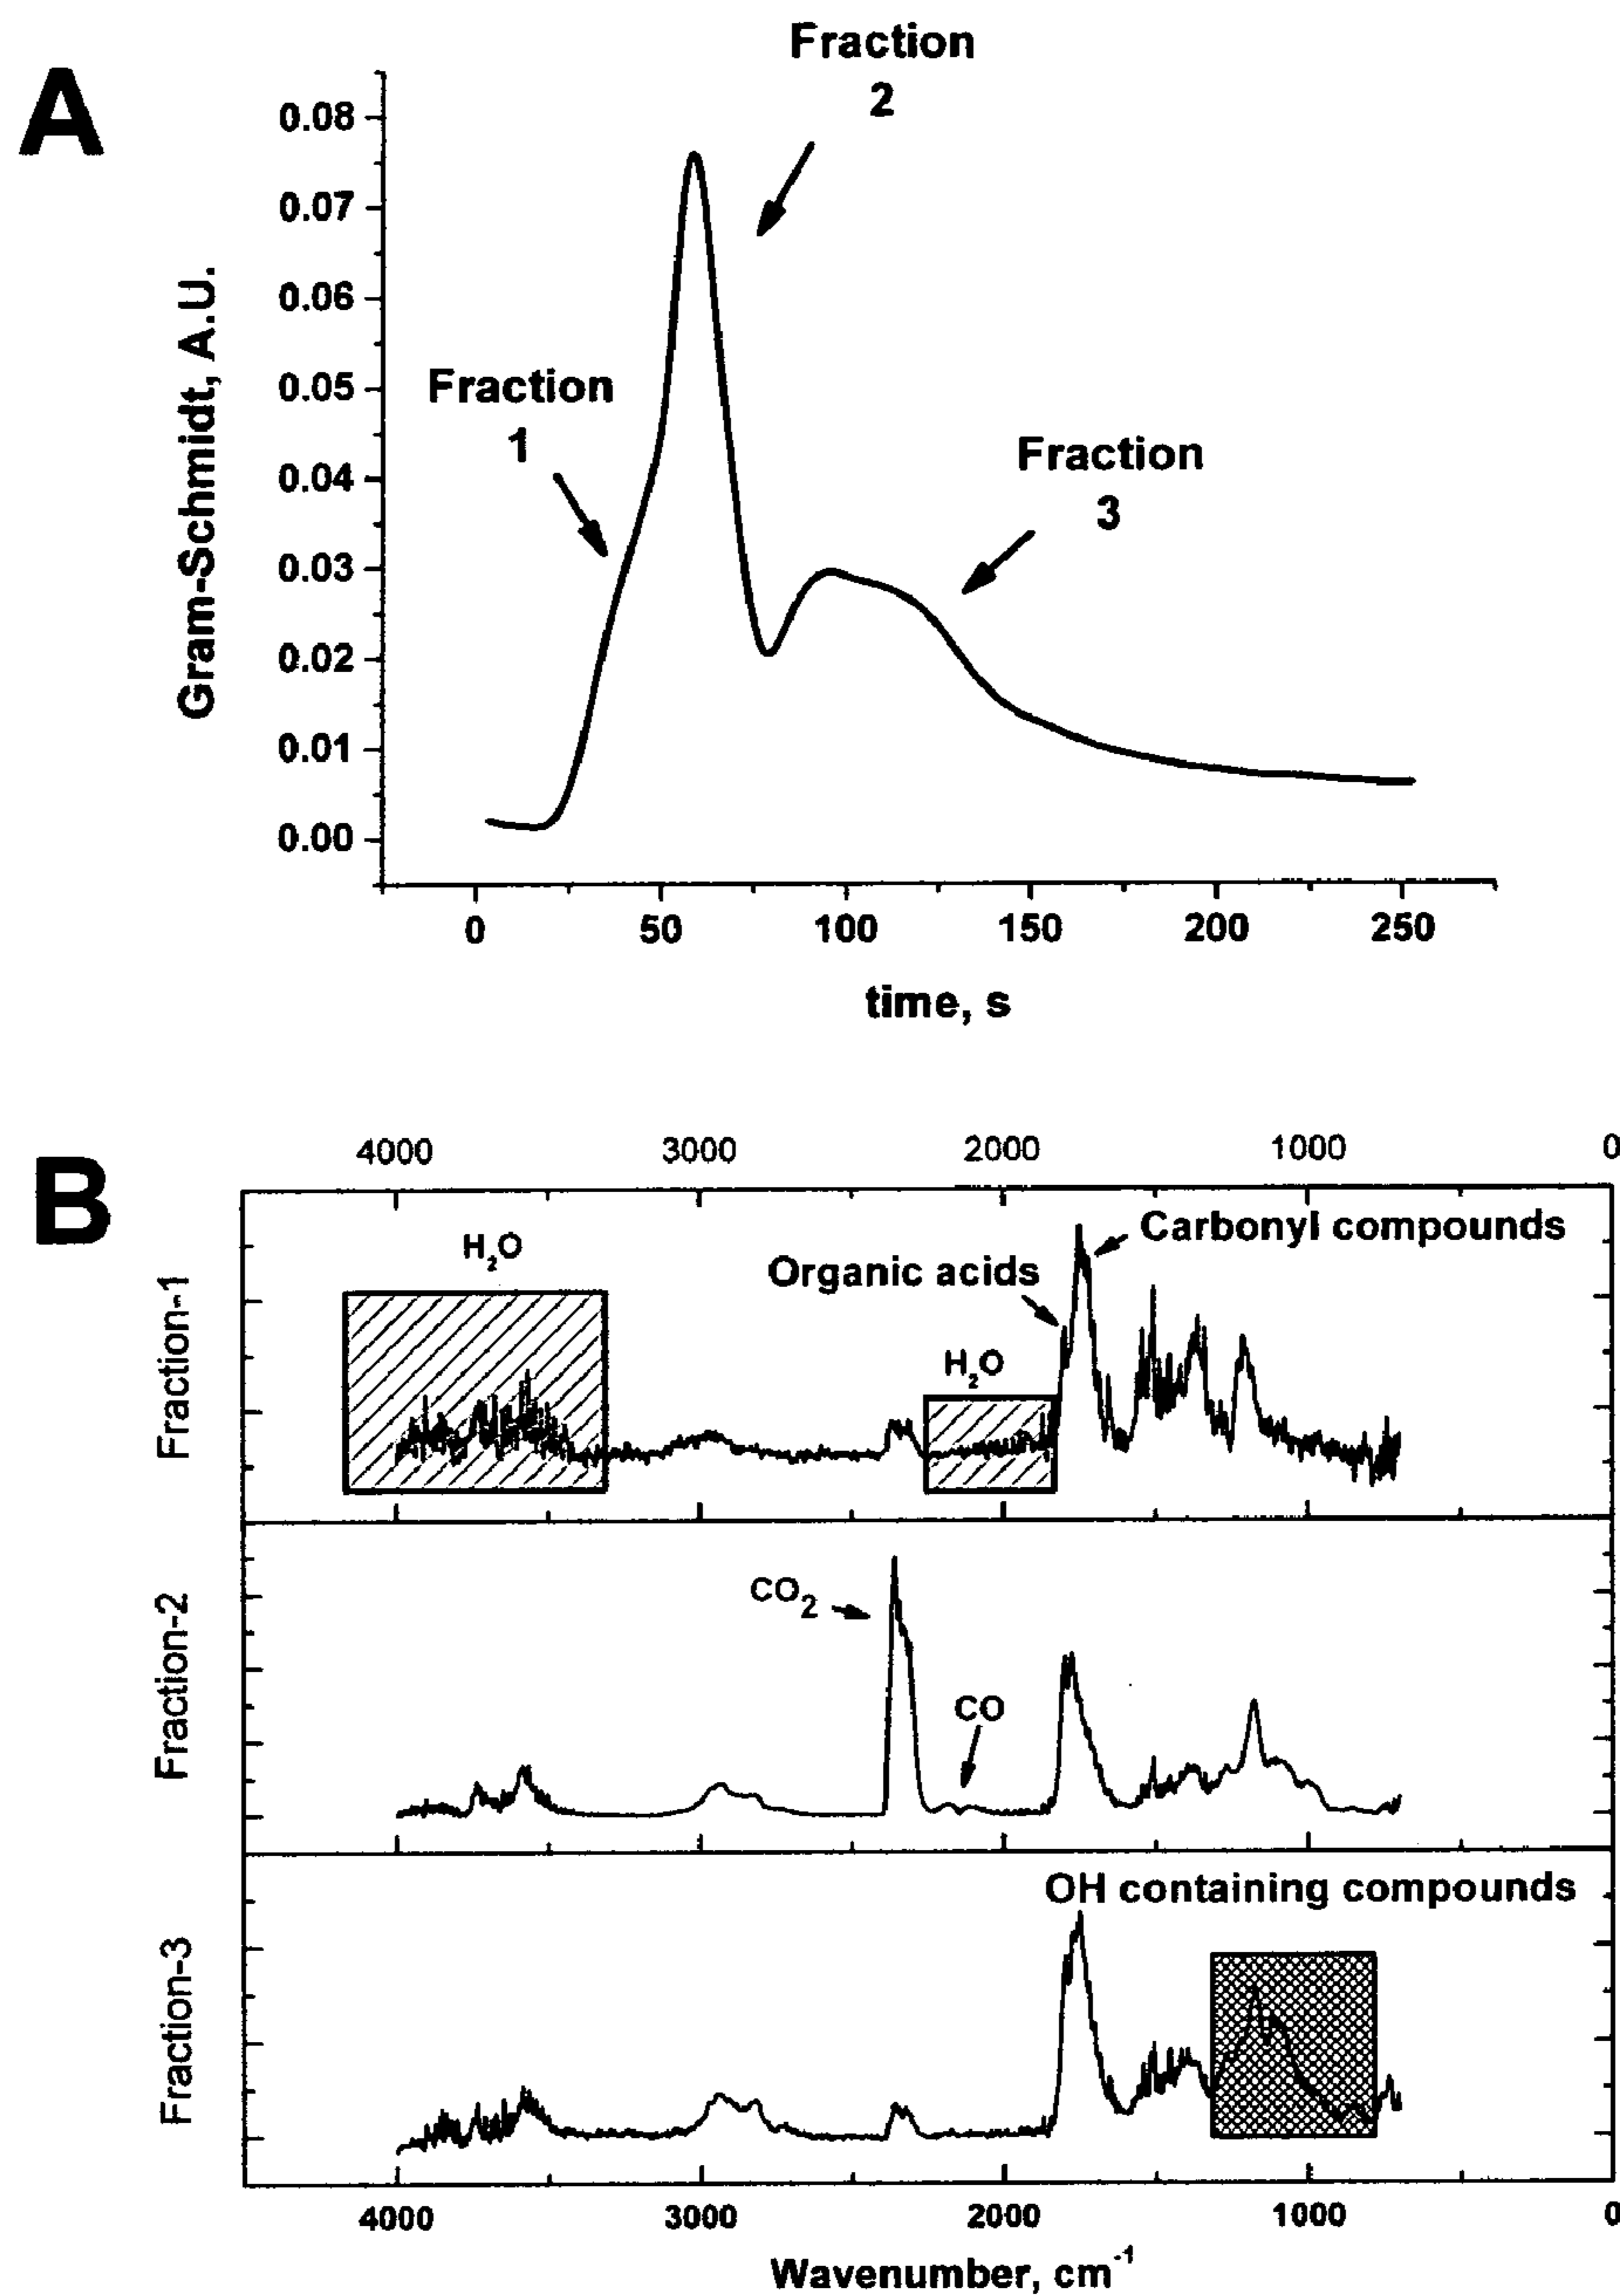 A
Fraction
2
0.08
0.07
0.06
0.05
0.04
0.03
0.02
0.01
0.00
Gram-Schmidt, A.U.
Fraction
1
Fraction
3
0 50 100 150 200 250
time, s
B
4000 3000 2000 1000 0
Fraction-1
H₂O
Organic acids
Carbonyl compounds
H₂O
Fraction-2
CO₂
CO
Fraction-3
OH containing compounds
4000 3000 2000 1000 0
Wavenumber, cm⁻¹